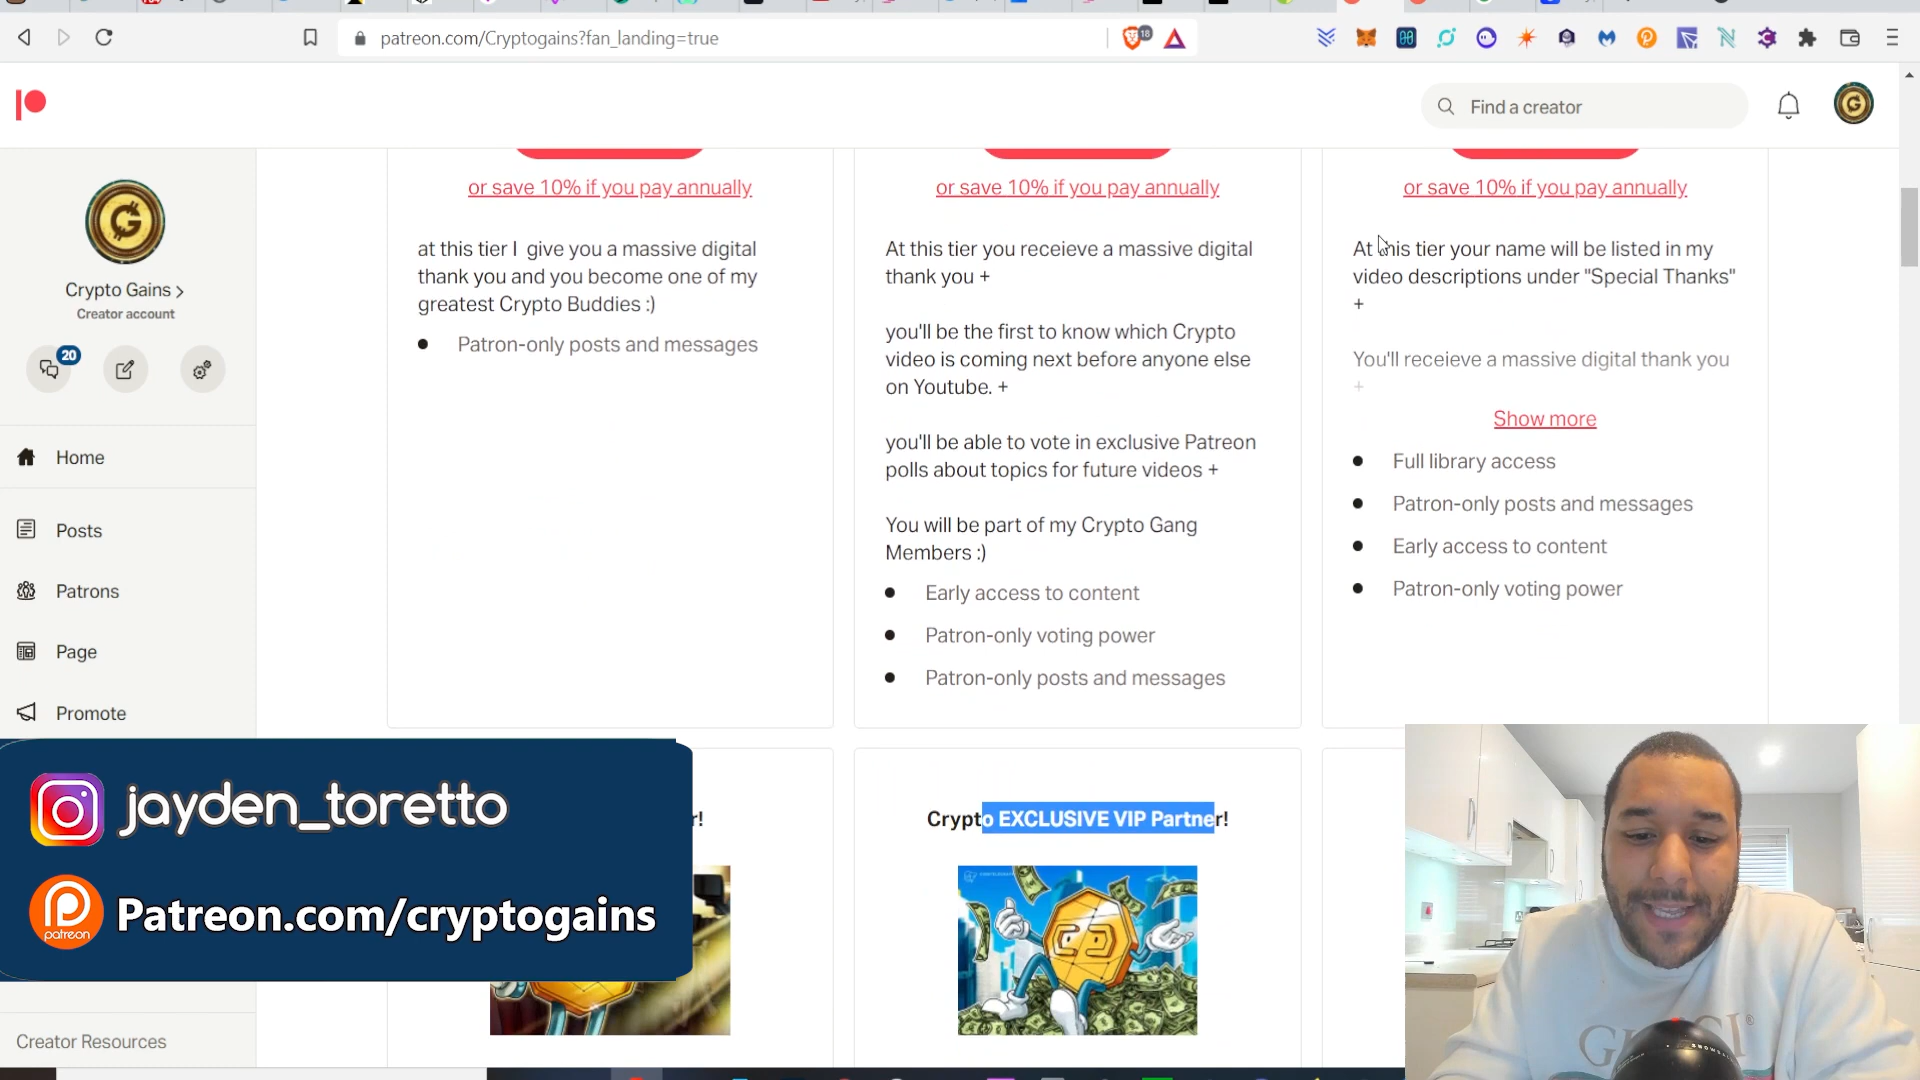 patreon.com/Cryptogains?fan_landing=true
18
Find a creator
or save 10% if you pay annually
or save 10% if you pay annually
or save 10% if you pay annually
Crypto Gains
Creator account
20
Home
Posts
Patrons
Page
Promote
at this tier I give you a massive digital
thank you and you become one of my
greatest Crypto Buddies :)
Patron-only posts and messages
At this tier you receieve a massive digital
thank you +
you'll be the first to know which Crypto
video is coming next before anyone else
on Youtube. +
you'll be able to vote in exclusive Patreon
polls about topics for future videos +
You will be part of my Crypto Gang
Members :)
Early access to content
Patron-only voting power
Patron-only posts and messages
At this tier your name will be listed in my
video descriptions under "Special Thanks"
+
You'll receieve a massive digital thank you
+
Show more
Full library access
Patron-only posts and messages
Early access to content
Patron-only voting power
jayden_toretto
patreon
Patreon.com/cryptogains
r!
Crypto EXCLUSIVE VIP Partner!
Creator Resources